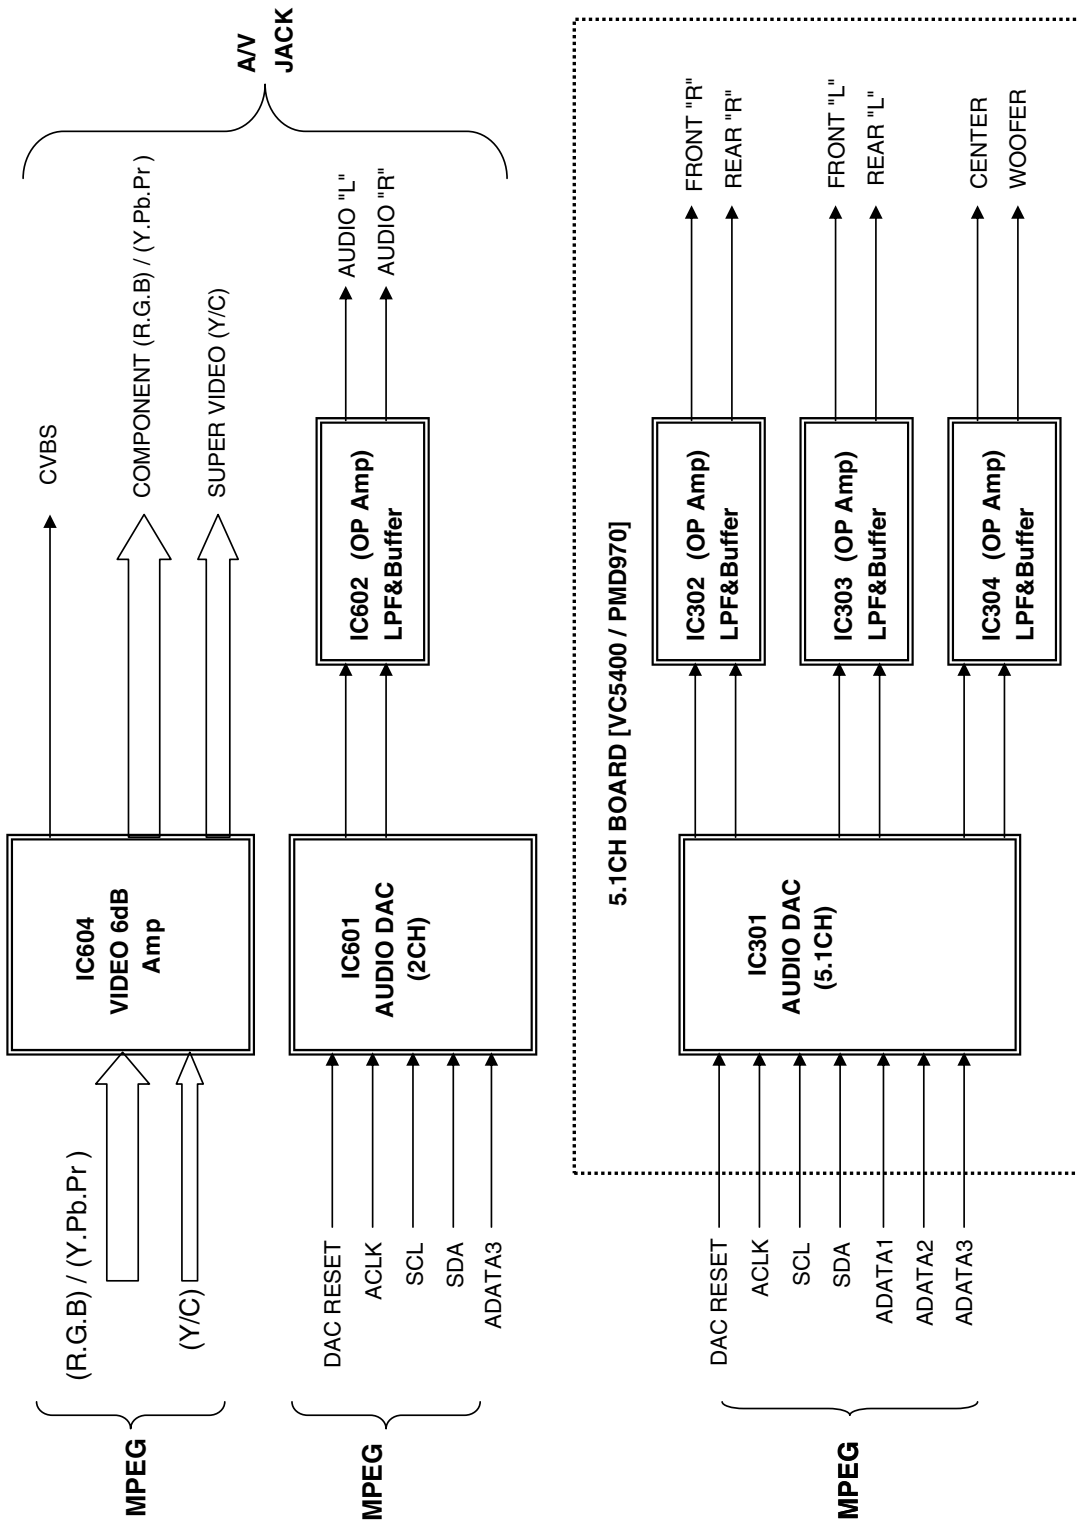 MPEG
(R.G.B) / (Y.Pb.Pr )
(Y/C)
IC604
VIDEO 6dB
Amp
CVBS
COMPONENT (R.G.B) / (Y.Pb.Pr )
SUPER VIDEO (Y/C)
A/V
JACK
MPEG
DAC RESET
ACLK
SCL
SDA
ADATA3
IC601
AUDIO DAC
(2CH)
IC602 (OP Amp)
LPF&Buffer
AUDIO "L"
AUDIO "R"
5.1CH BOARD [VC5400 / PMD970]
MPEG
DAC RESET
ACLK
SCL
SDA
ADATA1
ADATA2
ADATA3
IC301
AUDIO DAC
(5.1CH)
IC302 (OP Amp)
LPF&Buffer
FRONT "R"
REAR "R"
IC303 (OP Amp)
LPF&Buffer
FRONT "L"
REAR "L"
IC304 (OP Amp)
LPF&Buffer
CENTER
WOOFER